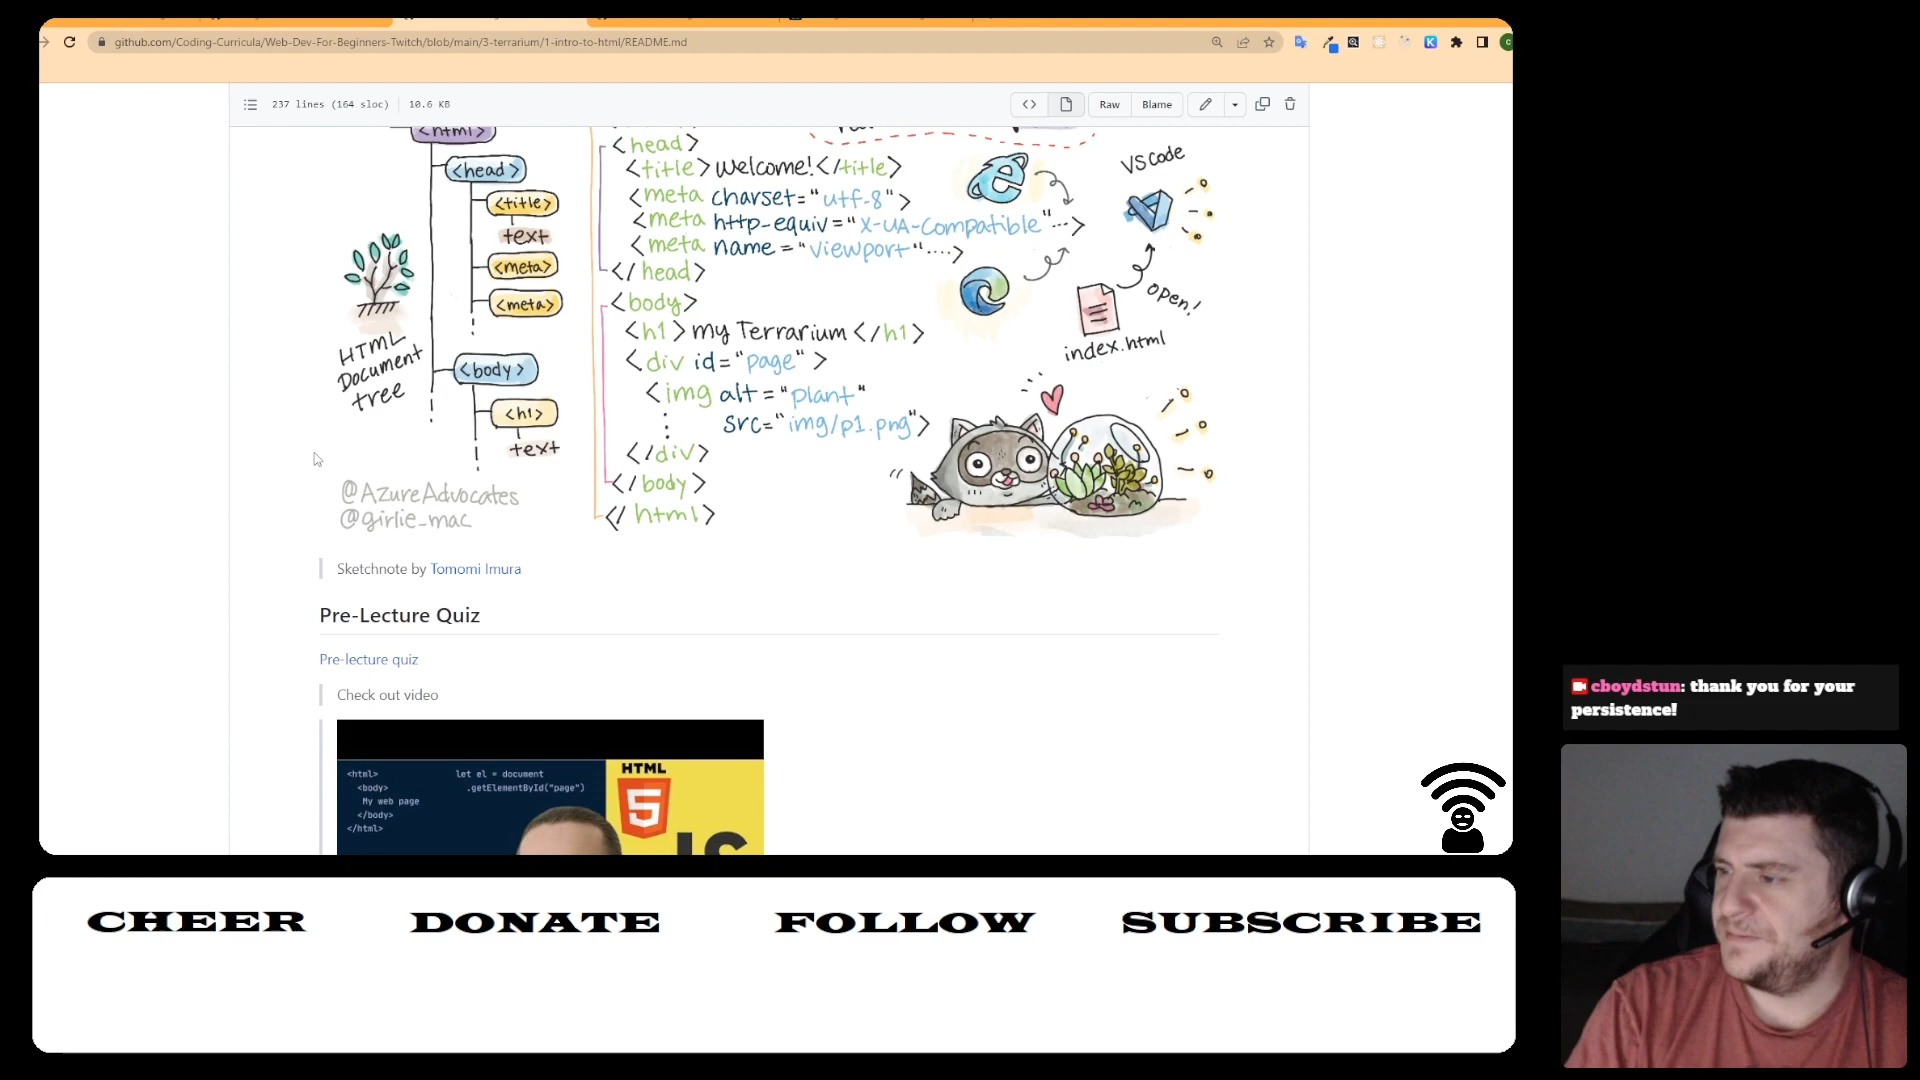 github.com/Coding-Curricula/Web-Dev-For-Beginners-Twitch/blob/main/3-terrarium/1-intro-to-html/README.md
237 lines (164 sloc) 10.6 KB
<> Raw Blame
<html>
<head>
<title>
text
<meta>
<meta>
<body>
<h1>
text
HTML
Document
tree
@AzureAdvocates
@girlie_mac
<head>
<title> Welcome! </title>
<meta charset="utf-8">
<meta http-equiv="X-UA-Compatible"...>
<meta name="viewport"....>
</head>
<body>
<h1> my Terrarium </h1>
<div id="page">
<img alt="plant"
src="img/p1.png">
</div>
</body>
</html>
VS code
open!
index.html
Sketchnote by Tomomi Imura
Pre-Lecture Quiz
Pre-lecture quiz
Check out video
<html>
<body>
My web page
</body>
</html>
let el = document
.getElementById("page")
HTML
5
JS
cboydstun: thank you for your
persistence!
CHEER DONATE FOLLOW SUBSCRIBE